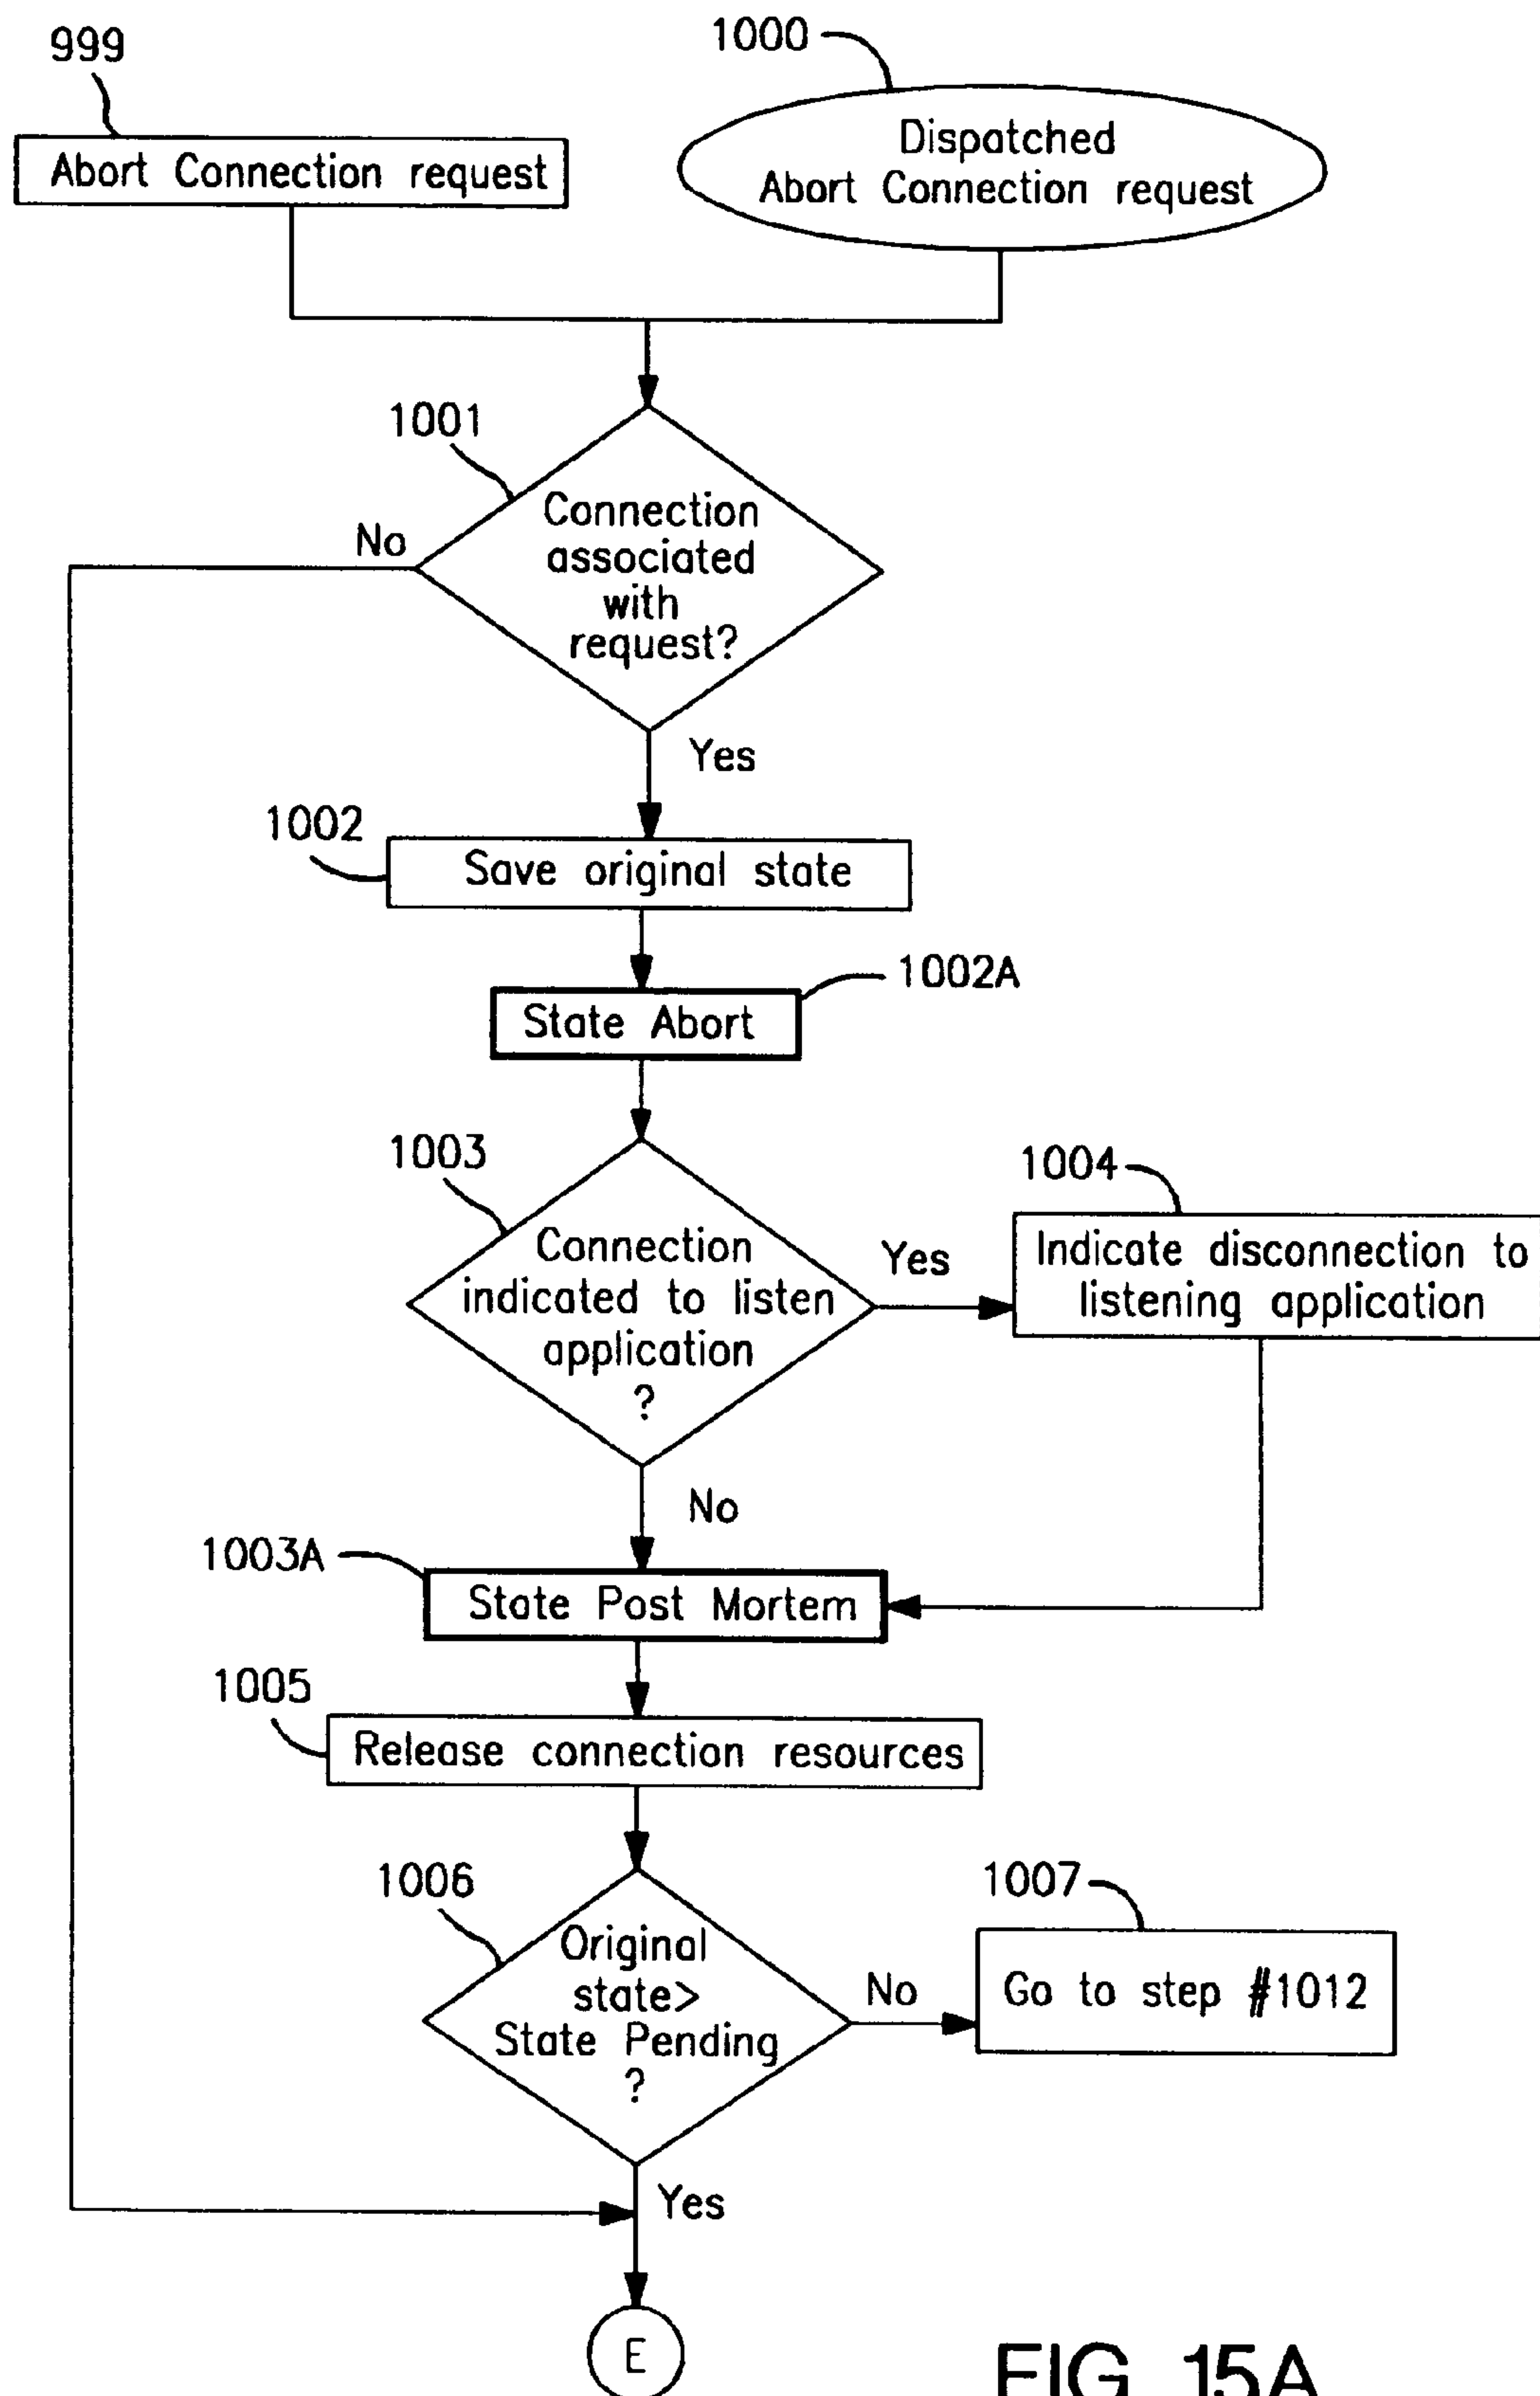 999
1000
Abort Connection request
Dispatched
Abort Connection request
1001
No
Connection
associated
with
request?
Yes
1002
Save original state
1002A
State Abort
1003
1004
Connection
indicated to listen
application
?
Yes
Indicate disconnection to
listening application
No
1003A
State Post Mortem
1005
Release connection resources
1006
1007
Original
state>
State Pending
?
No
Go to step #1012
Yes
E
FIG. 15A